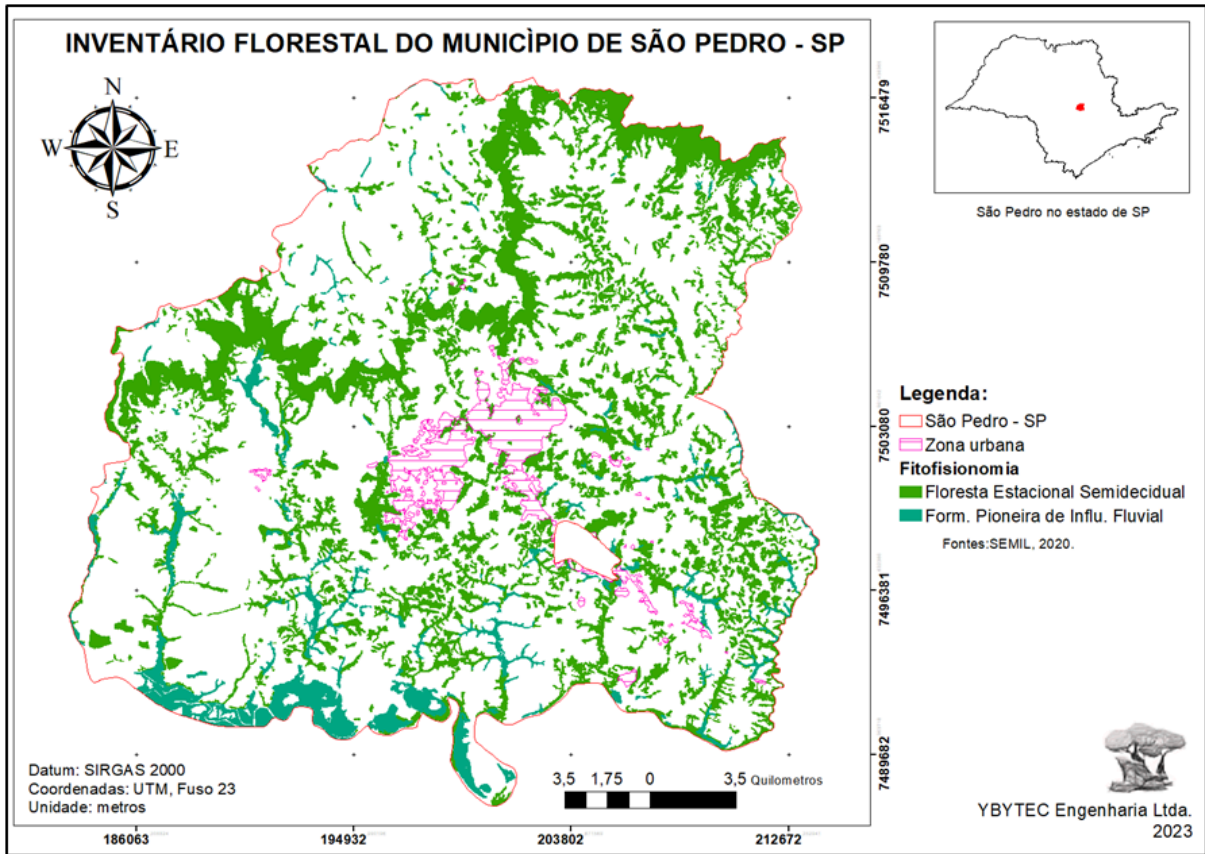 INVENTÁRIO FLORESTAL DO MUNICÌPIO DE SÃO PEDRO - SP
N
W
E
S
7516479
7509780
7503080
7496381
7489682
São Pedro no estado de SP
Legenda:
São Pedro - SP
Zona urbana
Fitofisionomia
Floresta Estacional Semidecidual
Form. Pioneira de Influ. Fluvial
Fontes:SEMIL, 2020.
Datum: SIRGAS 2000
Coordenadas: UTM, Fuso 23
Unidade: metros
3,5 1,75 0 3,5 Quilometros
YBYTEC Engenharia Ltda.
2023
186063 194932 203802 212672